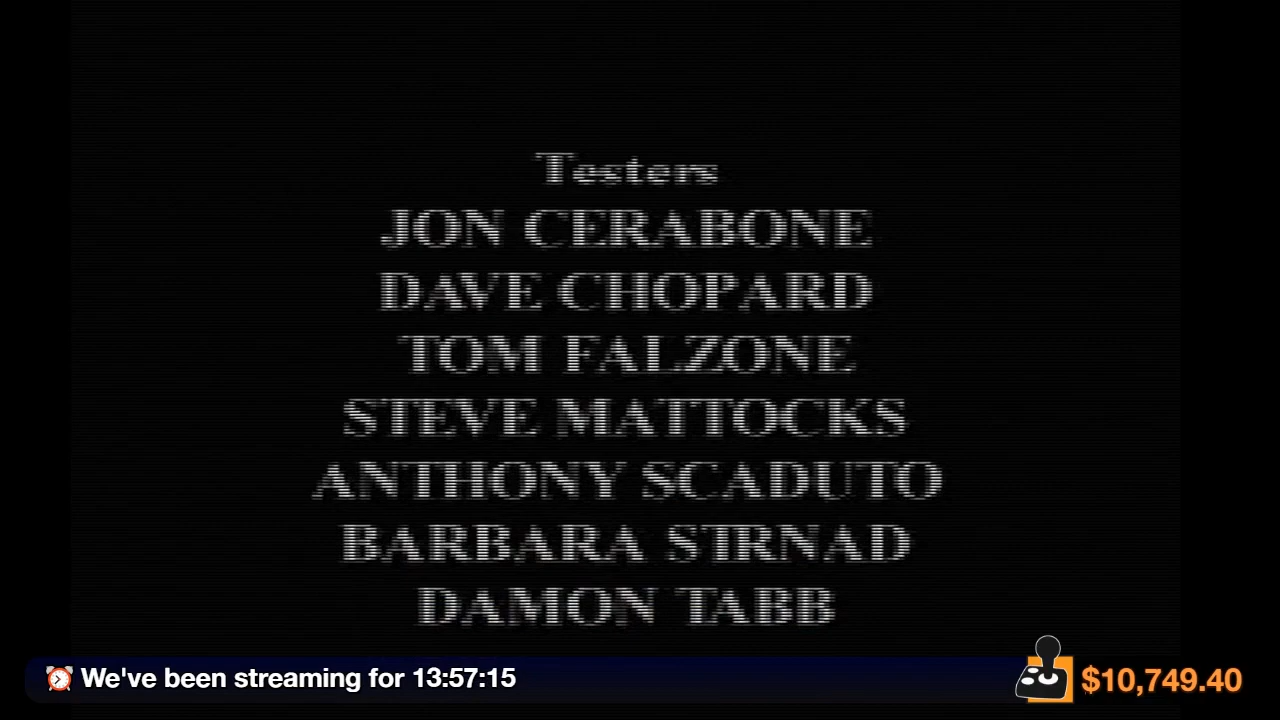 Testers
JON CERABONE
DAVE CHOPARD
TOM FALZONE
STEVE MATTOCKS
ANTHONY SCADUTO
BARBARA STRNAD
DAMON TABB
We've been streaming for 13:57:15
$10,749.40